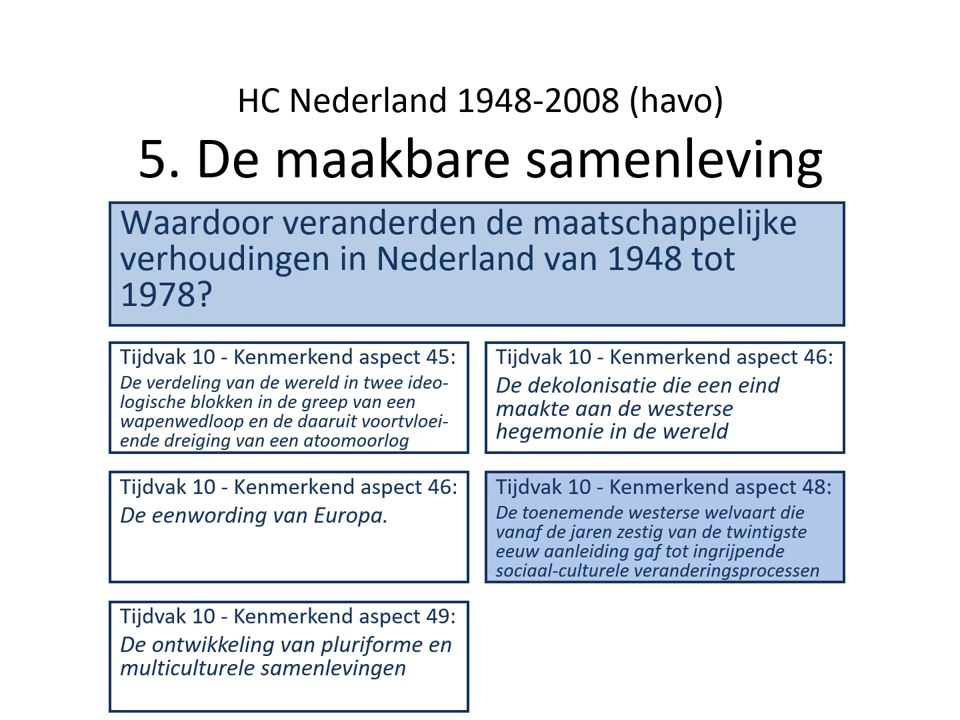 HC Nederland 1948-2008 (havo)
5. De maakbare samenleving
Waardoor veranderden de maatschappelijke
verhoudingen in Nederland van 1948 tot
1978?
Tijdvak 10 - Kenmerkend aspect 45:
De verdeling van de wereld in twee ideo-
logische blokken in de greep van een
wapenwedloop en de daaruit voortvloei-
ende dreiging van een atoomoorlog
Tijdvak 10 - Kenmerkend aspect 46:
De dekolonisatie die een eind
maakte aan de westerse
hegemonie in de wereld
Tijdvak 10 - Kenmerkend aspect 46:
De eenwording van Europa.
Tijdvak 10 - Kenmerkend aspect 48:
De toenemende westerse welvaart die
vanaf de jaren zestig van de twintigste
eeuw aanleiding gaf tot ingrijpende
sociaal-culturele veranderingsprocessen
Tijdvak 10 - Kenmerkend aspect 49:
De ontwikkeling van pluriforme en
multiculturele samenlevingen